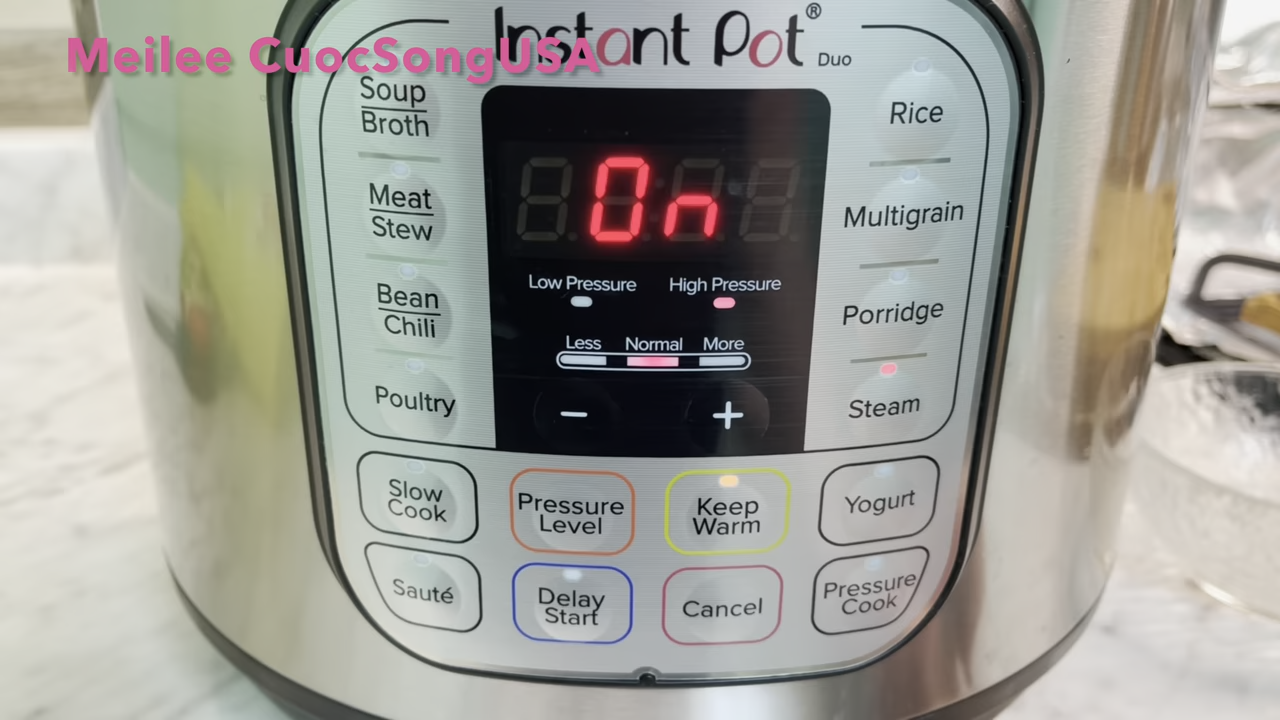 Instant Pot® Duo
Meilee CuocSongUSA
Soup
Broth
Meat
Stew
Bean
Chili
Poultry
On
Low Pressure High Pressure
Less Normal More
− +
Rice
Multigrain
Porridge
Steam
Slow
Cook
Pressure
Level
Keep
Warm
Yogurt
Sauté
Delay
Start
Cancel
Pressure
Cook